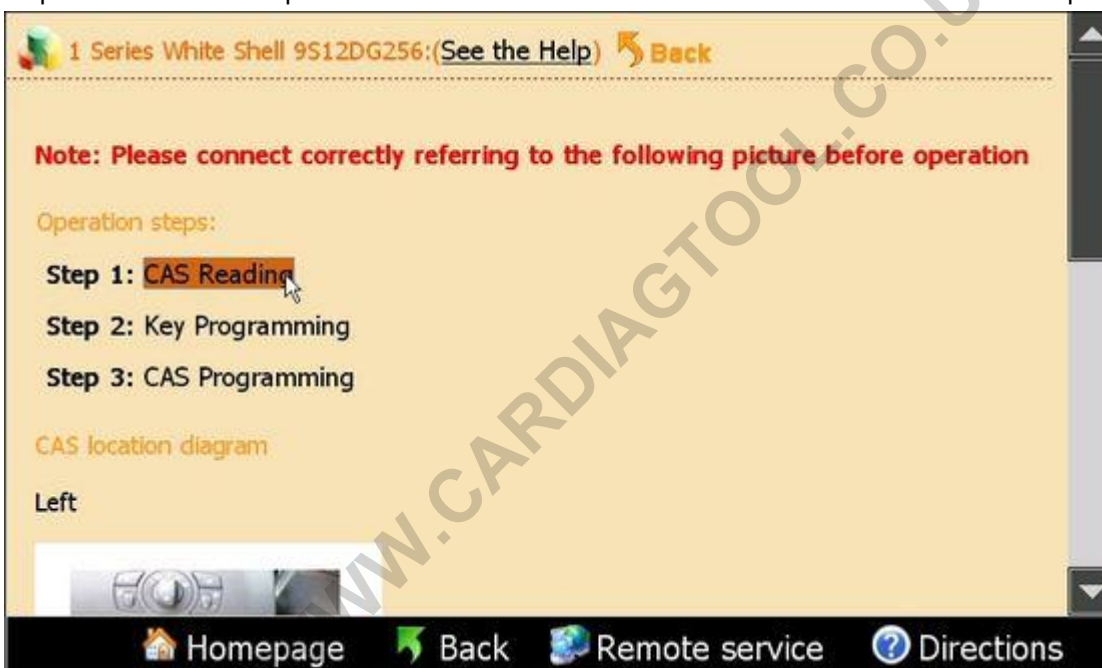 1 Series White Shell 9S12DG256:(See the Help) Back
Note: Please connect correctly referring to the following picture before operation
Operation steps:
Step 1: CAS Reading
Step 2: Key Programming
Step 3: CAS Programming
CAS location diagram
Left
Homepage Back Remote service Directions
WWW.CARDIAGTOOL.CO.U